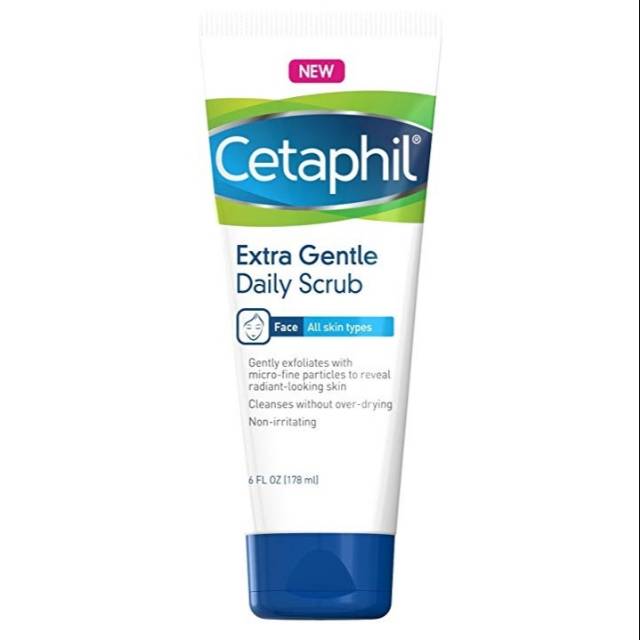 NEW
Cetaphil®
Extra Gentle
Daily Scrub
Face All skin types
Gently exfoliates with
micro-fine particles to reveal
radiant-looking skin
Cleanses without over-drying
Non-irritating
6 FL OZ (178 ml)